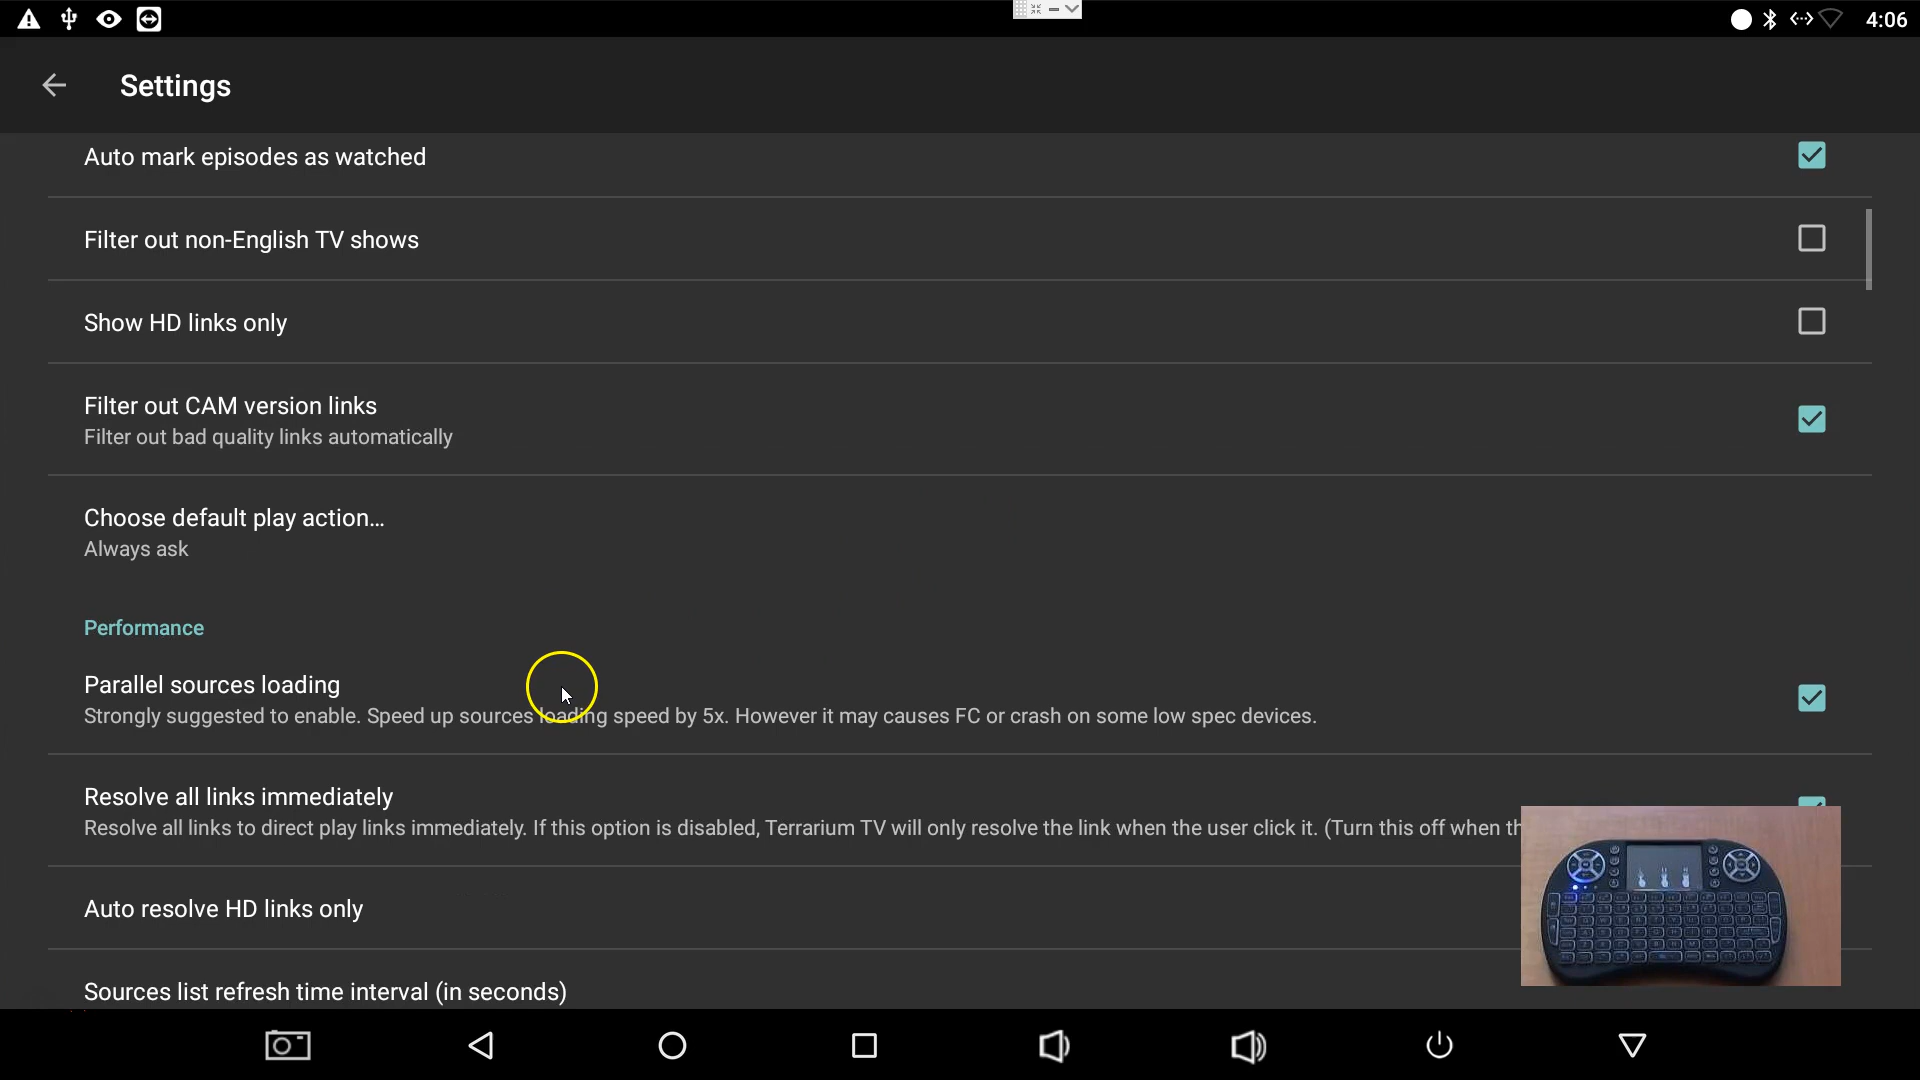 4:06
Settings
Auto mark episodes as watched
Filter out non-English TV shows
Show HD links only
Filter out CAM version links
Filter out bad quality links automatically
Choose default play action...
Always ask
Performance
Parallel sources loading
Strongly suggested to enable. Speed up sources loading speed by 5x. However it may causes FC or crash on some low spec devices.
Resolve all links immediately
Resolve all links to direct play links immediately. If this option is disabled, Terrarium TV will only resolve the link when the user click it. (Turn this off when
Auto resolve HD links only
Sources list refresh time interval (in seconds)